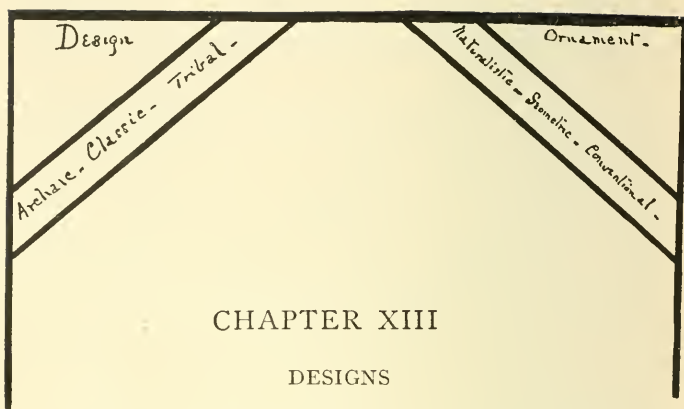 Design
Ornament-
Archaic- Classic- Tribal-
Naturalistic- Geometric- Conventional-
CHAPTER XIII
DESIGNS